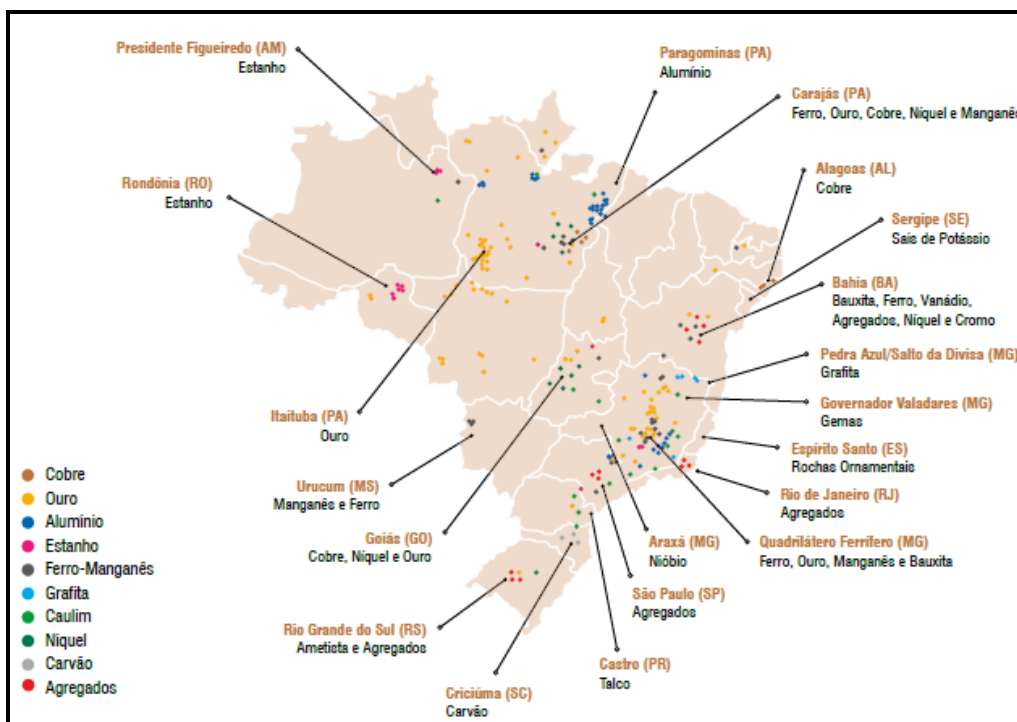 Presidente Figueiredo (AM)
Estanho
Paragominas (PA)
Alumínio
Carajás (PA)
Ferro, Ouro, Cobre, Níquel e Manganês
Rondônia (RO)
Estanho
Alagoas (AL)
Cobre
Sergipe (SE)
Sais de Potássio
Bahia (BA)
Bauxita, Ferro, Vanádio,
Agregados, Níquel e Cromo
Pedra Azul/Salto da Divisa (MG)
Grafita
Governador Valadares (MG)
Gemas
Itaituba (PA)
Ouro
Espírito Santo (ES)
Rochas Ornamentais
Urucum (MS)
Manganês e Ferro
Rio de Janeiro (RJ)
Agregados
Goiás (GO)
Cobre, Níquel e Ouro
Araxá (MG)
Nióbio
Quadrilátero Ferrífero (MG)
Ferro, Ouro, Manganês e Bauxita
São Paulo (SP)
Agregados
Rio Grande do Sul (RS)
Ametista e Agregados
Castro (PR)
Talco
Criciúma (SC)
Carvão
Cobre
Ouro
Alumínio
Estanho
Ferro-Manganês
Grafita
Caulim
Níquel
Carvão
Agregados